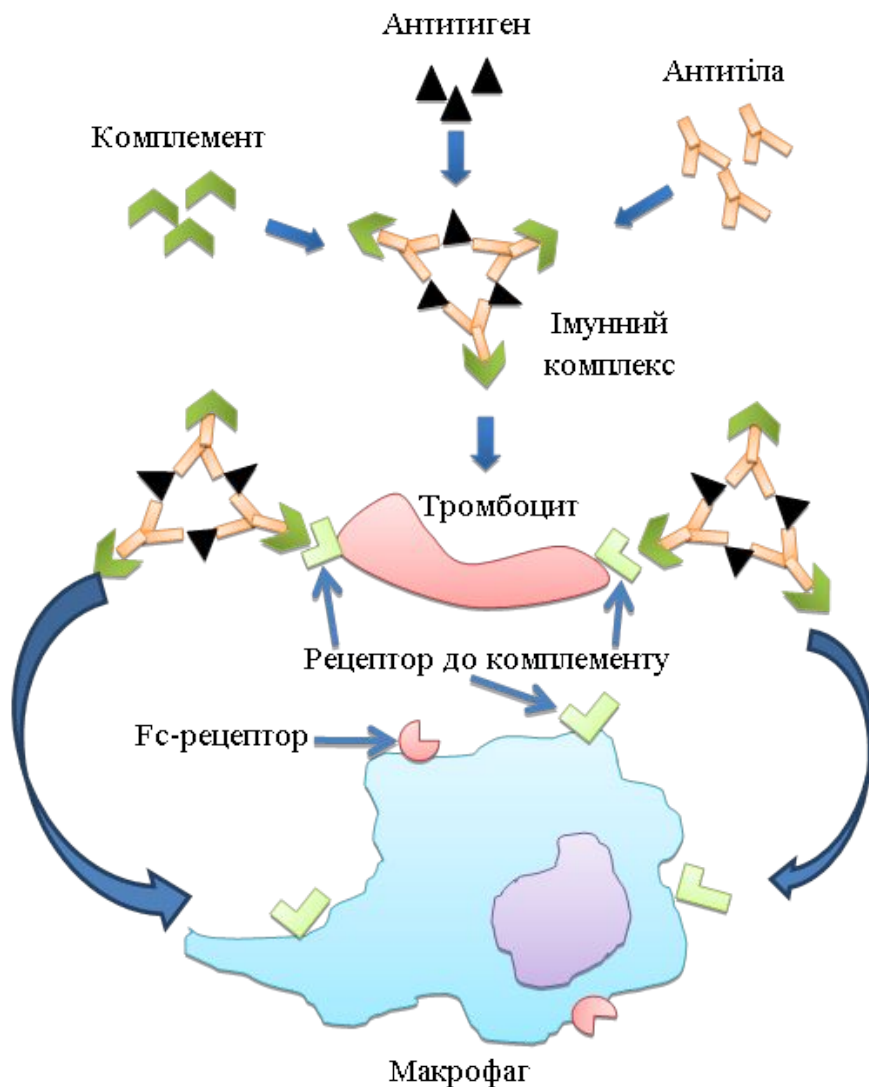 Антитиген
Антитіла
Комплемент
Імунний
комплекс
Тромбоцит
Рецептор до комплементу
Fc-рецептор
Макрофаг